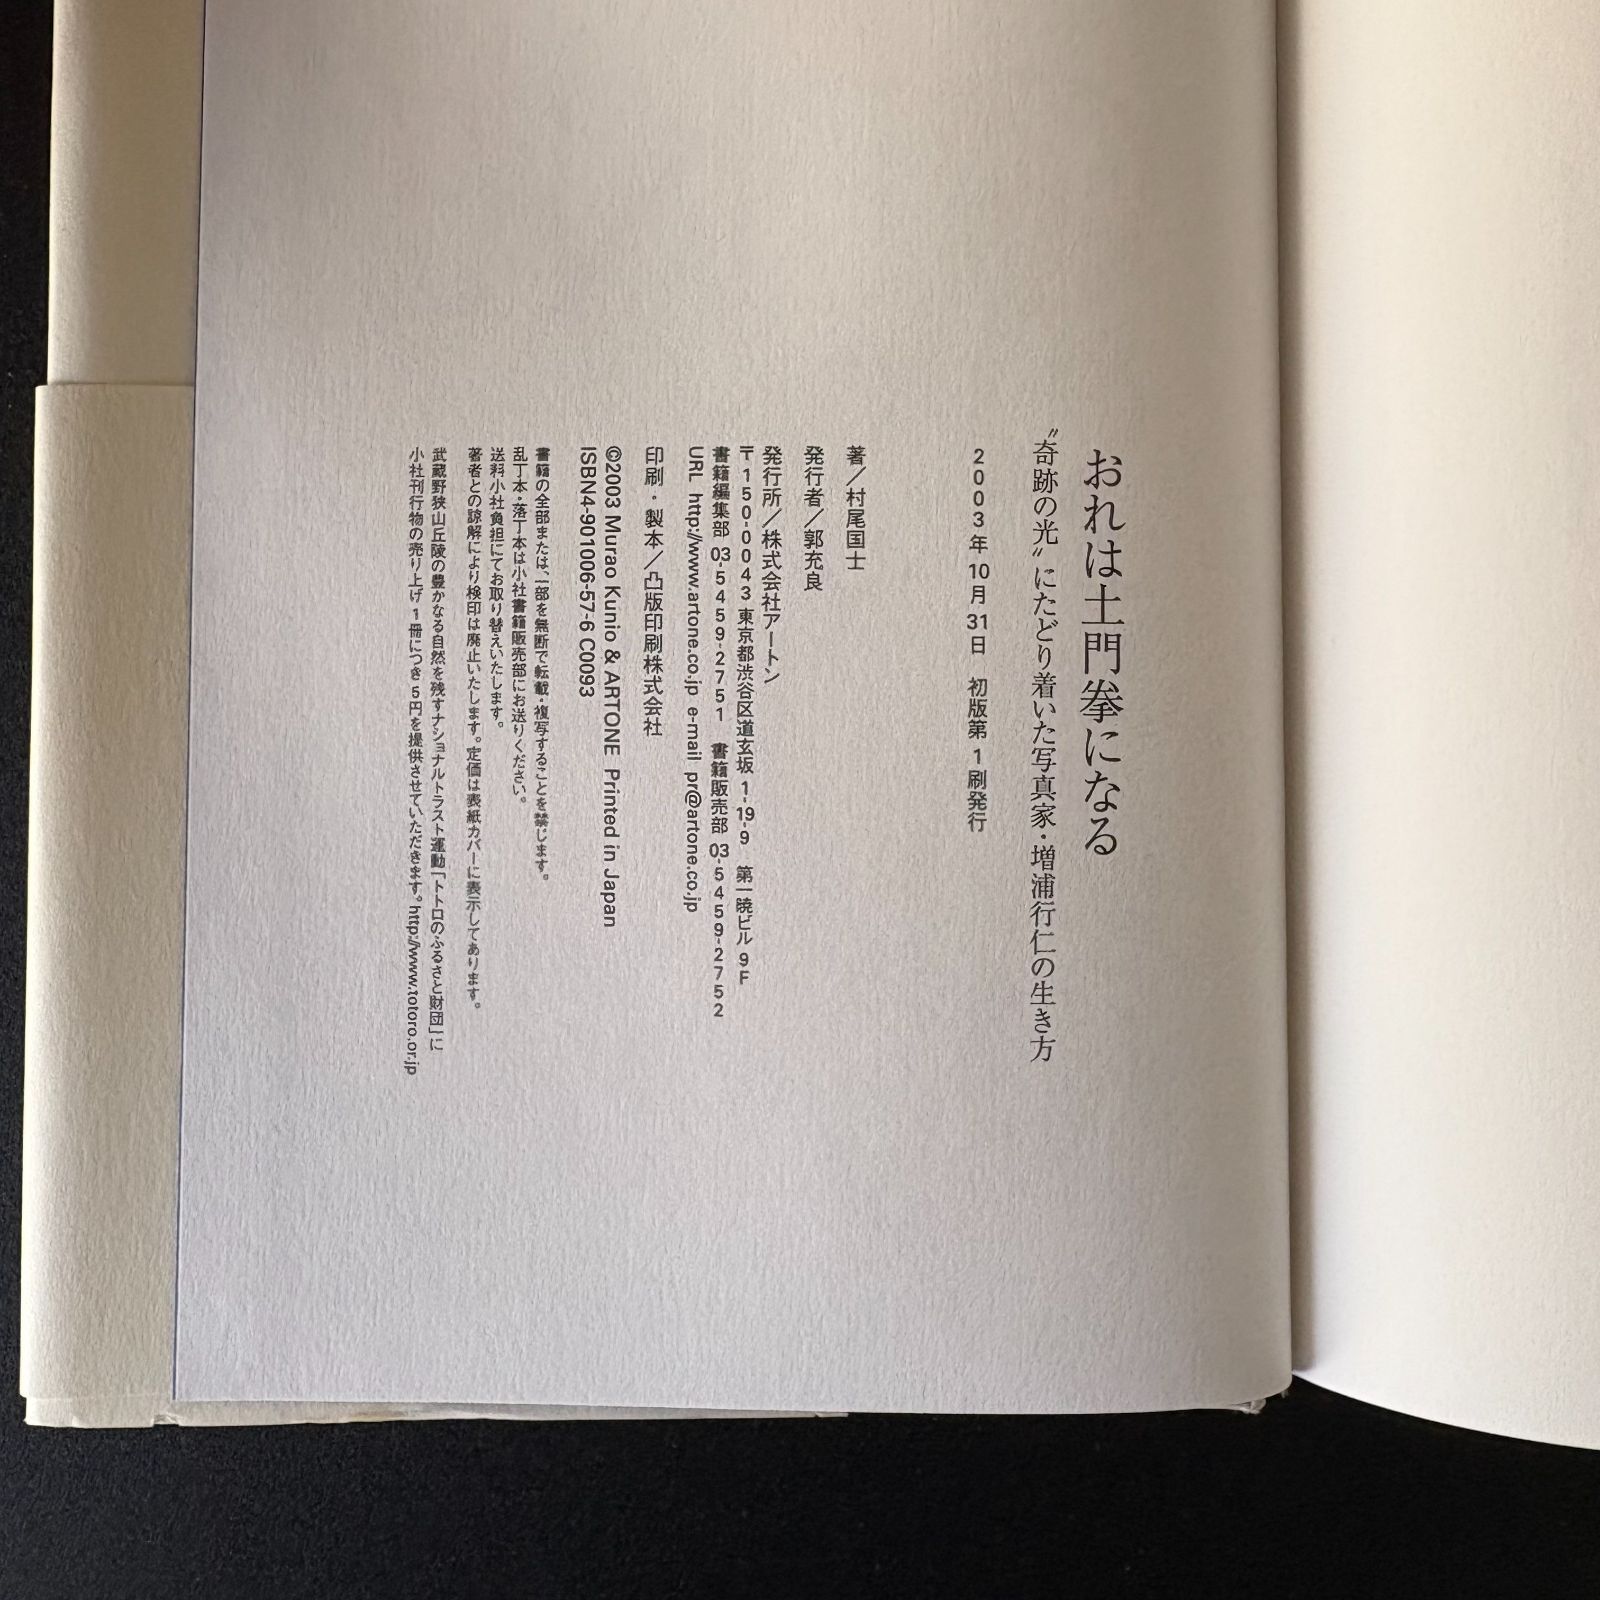 おれは土門拳になる
〝奇跡の光〟にたどり着いた写真家・増浦行仁の生き方
2003年10月31日 初版第1刷発行
著／村尾国士
発行者／郭充良
発行所／株式会社アートン
〒150-0043 東京都渋谷区道玄坂1-19-9 第一暁ビル9F
書籍編集部 03-5459-2751 書籍販売部 03-5459-2752
URL http://www.artone.co.jp e-mail pr@artone.co.jp
印刷・製本／凸版印刷株式会社
©2003 Murao Kunio & ARTONE Printed in Japan
ISBN4-901006-57-6 C0093
書籍の全部または、一部を無断で転載・複写することを禁じます。
乱丁本・落丁本は小社書籍販売部にお送りください。
送料小社負担にてお取り替えいたします。
著者との諒解により検印は廃止いたします。定価は表紙カバーに表示してあります。
武蔵野狭山丘陵の豊かなる自然を残すナショナルトラスト運動「トトロのふるさと財団」に
小社刊行物の売り上げ1冊につき5円を提供させていただきます。http://www.totoro.or.jp